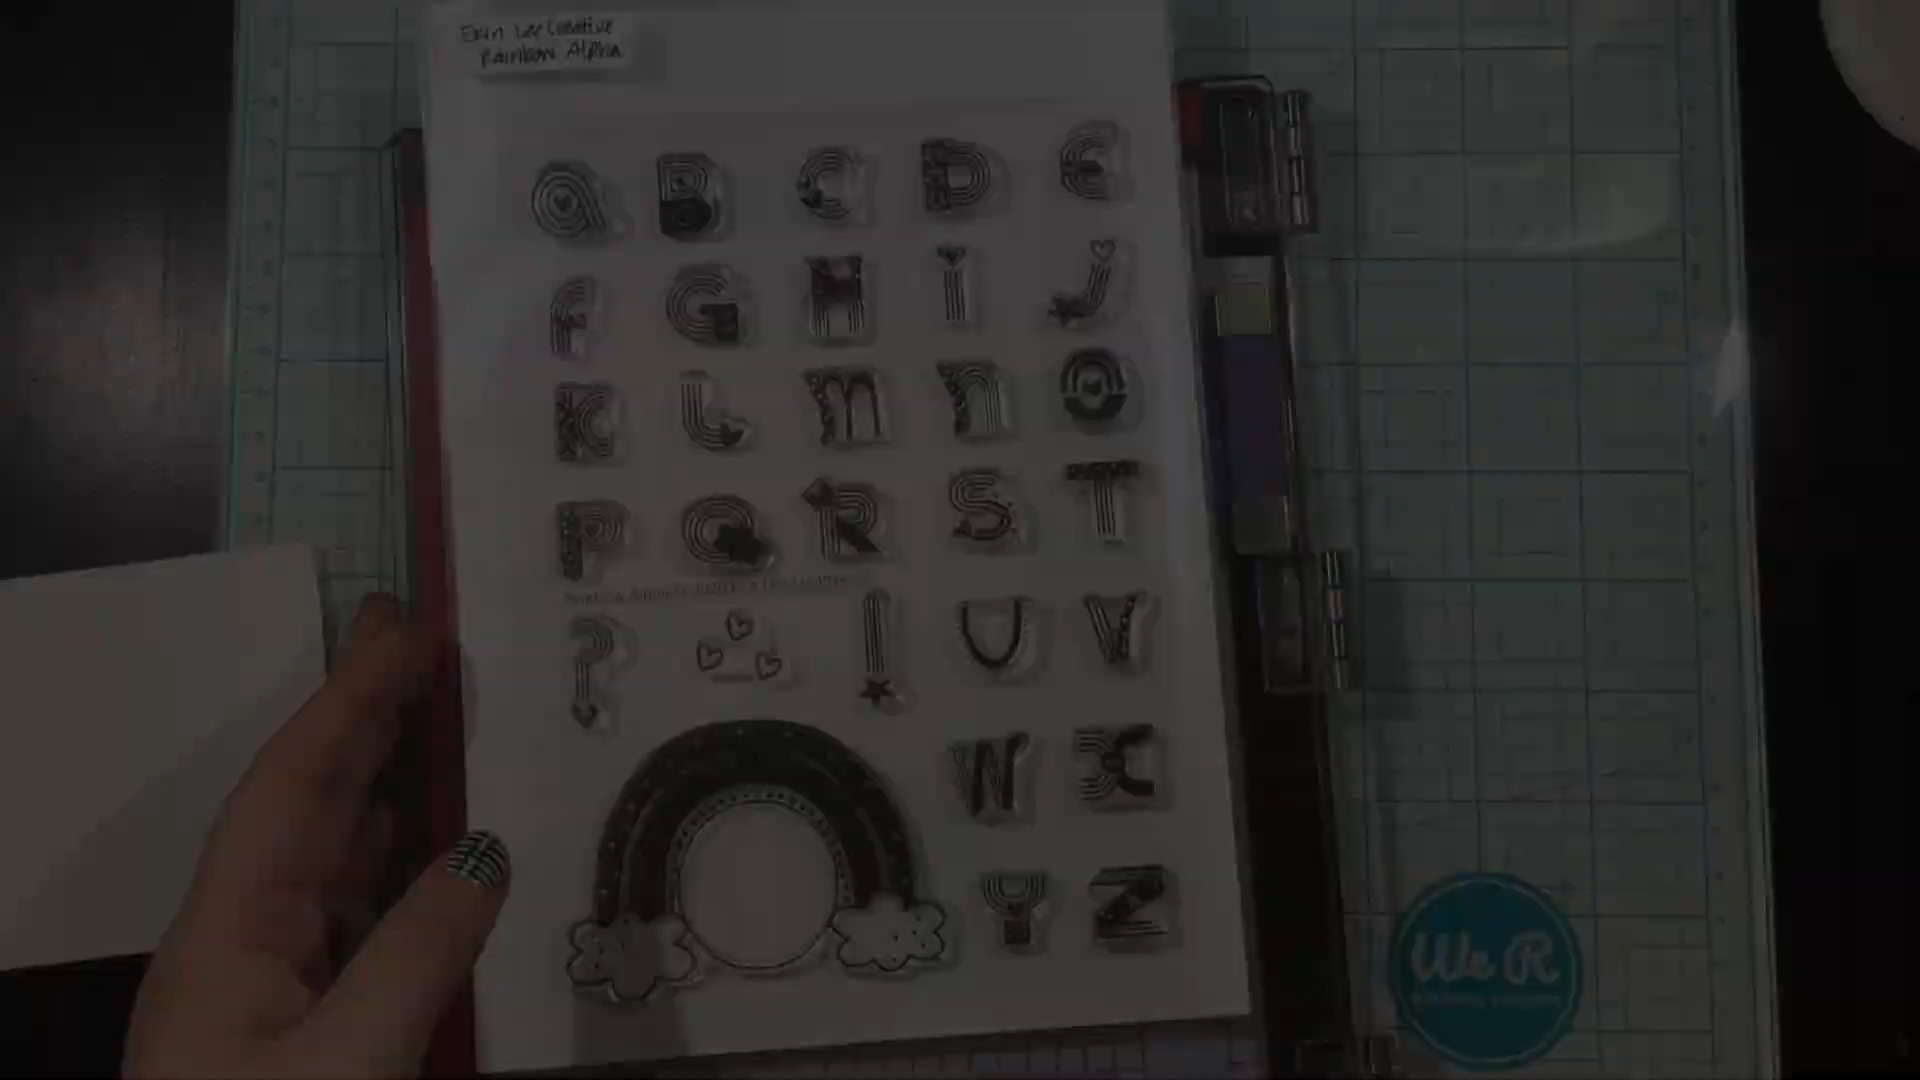 Erin Lee Creative
Rainbow Alpha
a B C D E
f G H i J
K L m n O
P Q R S T
? ! U V
W X
Y Z
We R